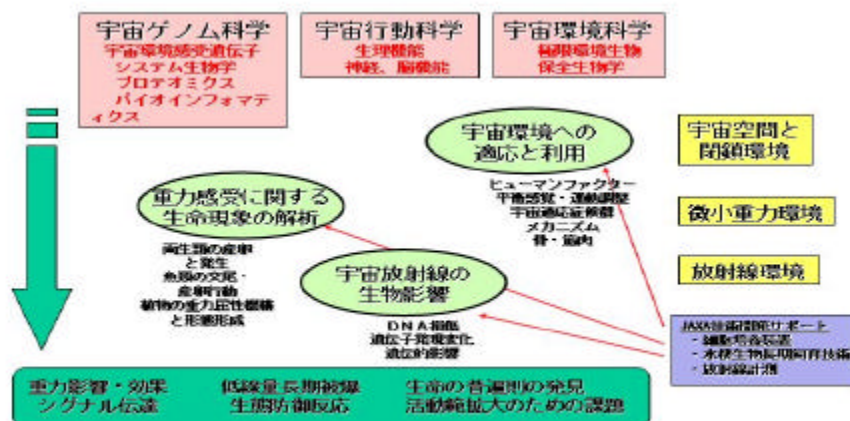 宇宙ゲノム科学
宇宙環境感受遺伝子
システム生物学
プロテオミクス
バイオインフォマティ
クス
宇宙行動科学
生理機能
神経、脳機能
宇宙環境科学
極限環境生物
保全生物学
宇宙環境への
適応と利用
ヒューマンファクター
平衡感覚・運動調整
宇宙適応症候群
メカニズム
骨・筋肉
宇宙空間と
閉鎖環境
微小重力環境
放射線環境
重力感受に関する
生命現象の解析
両生類の産卵
と発生
魚類の交尾・
産卵行動
植物の重力屈性機構
と形態形成
宇宙放射線の
生物影響
DNA損傷
遺伝子発現変化
遺伝的影響
JAXA技術開発サポート
・細胞培養装置
・水棲生物長期飼育技術
・放射線計測
重力影響・効果
シグナル伝達
低線量長期被爆
生態防御反応
生命の普遍則の発見
活動範拡大のための課題